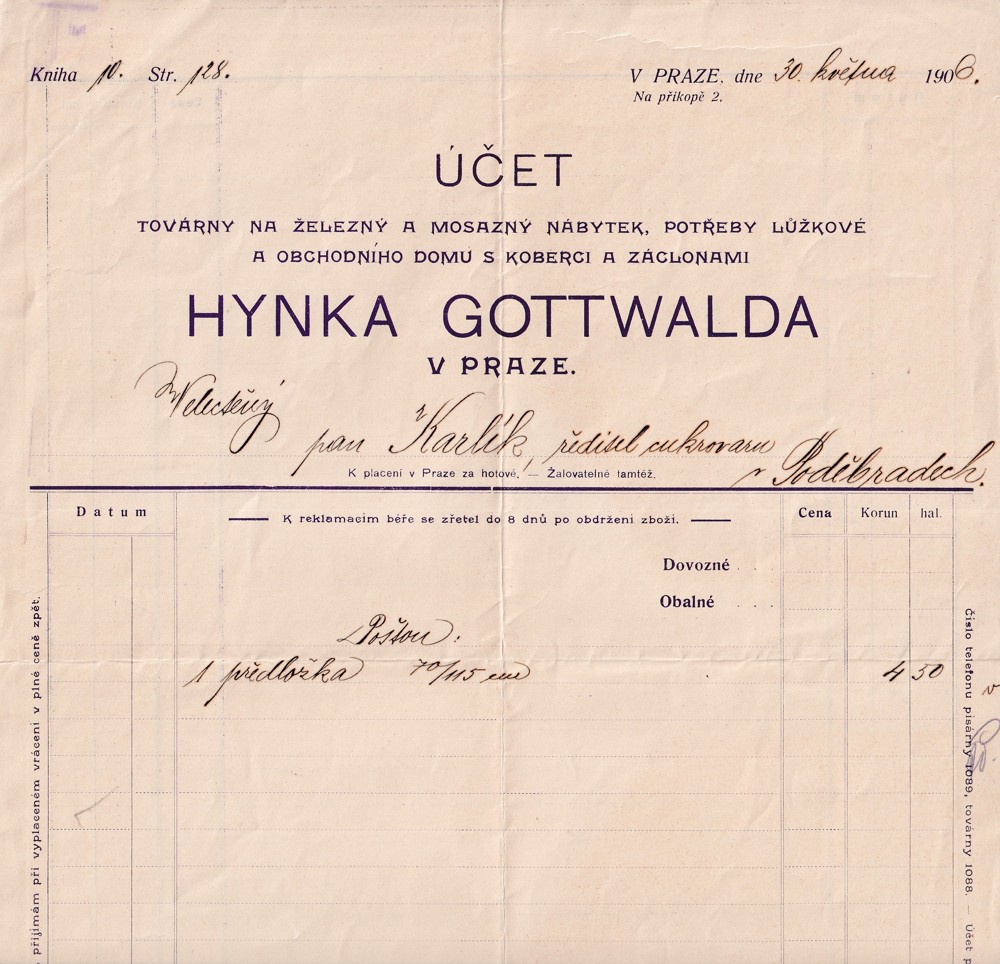 Kniha 10. Str. 128.
V PRAZE, dne 30. května 1906.
Na příkopě 2.
ÚČET
TOVÁRNY NA ŽELEZNÝ A MOSAZNÝ NÁBYTEK, POTŘEBY LŮŽKOVÉ
A OBCHODNÍHO DOMU S KOBERCI A ZÁCLONAMI
HYNKA GOTTWALDA
V PRAZE.
Velectěný
pan Karlík, ředitel cukrovaru
v Poděbradech.
K placení v Praze za hotové. — Žalovatelné tamtéž.
Datum
K reklamacím béře se zřetel do 8 dnů po obdržení zboží.
Cena Korun hal.
Dovozné . . .
Obalné . . .
Poštou:
1 předložka 70/115 cm 4 50
přijímám při vyplaceném vrácení v plné ceně zpět.
Číslo telefonu písárny 1089, továrny 1088. — Účet